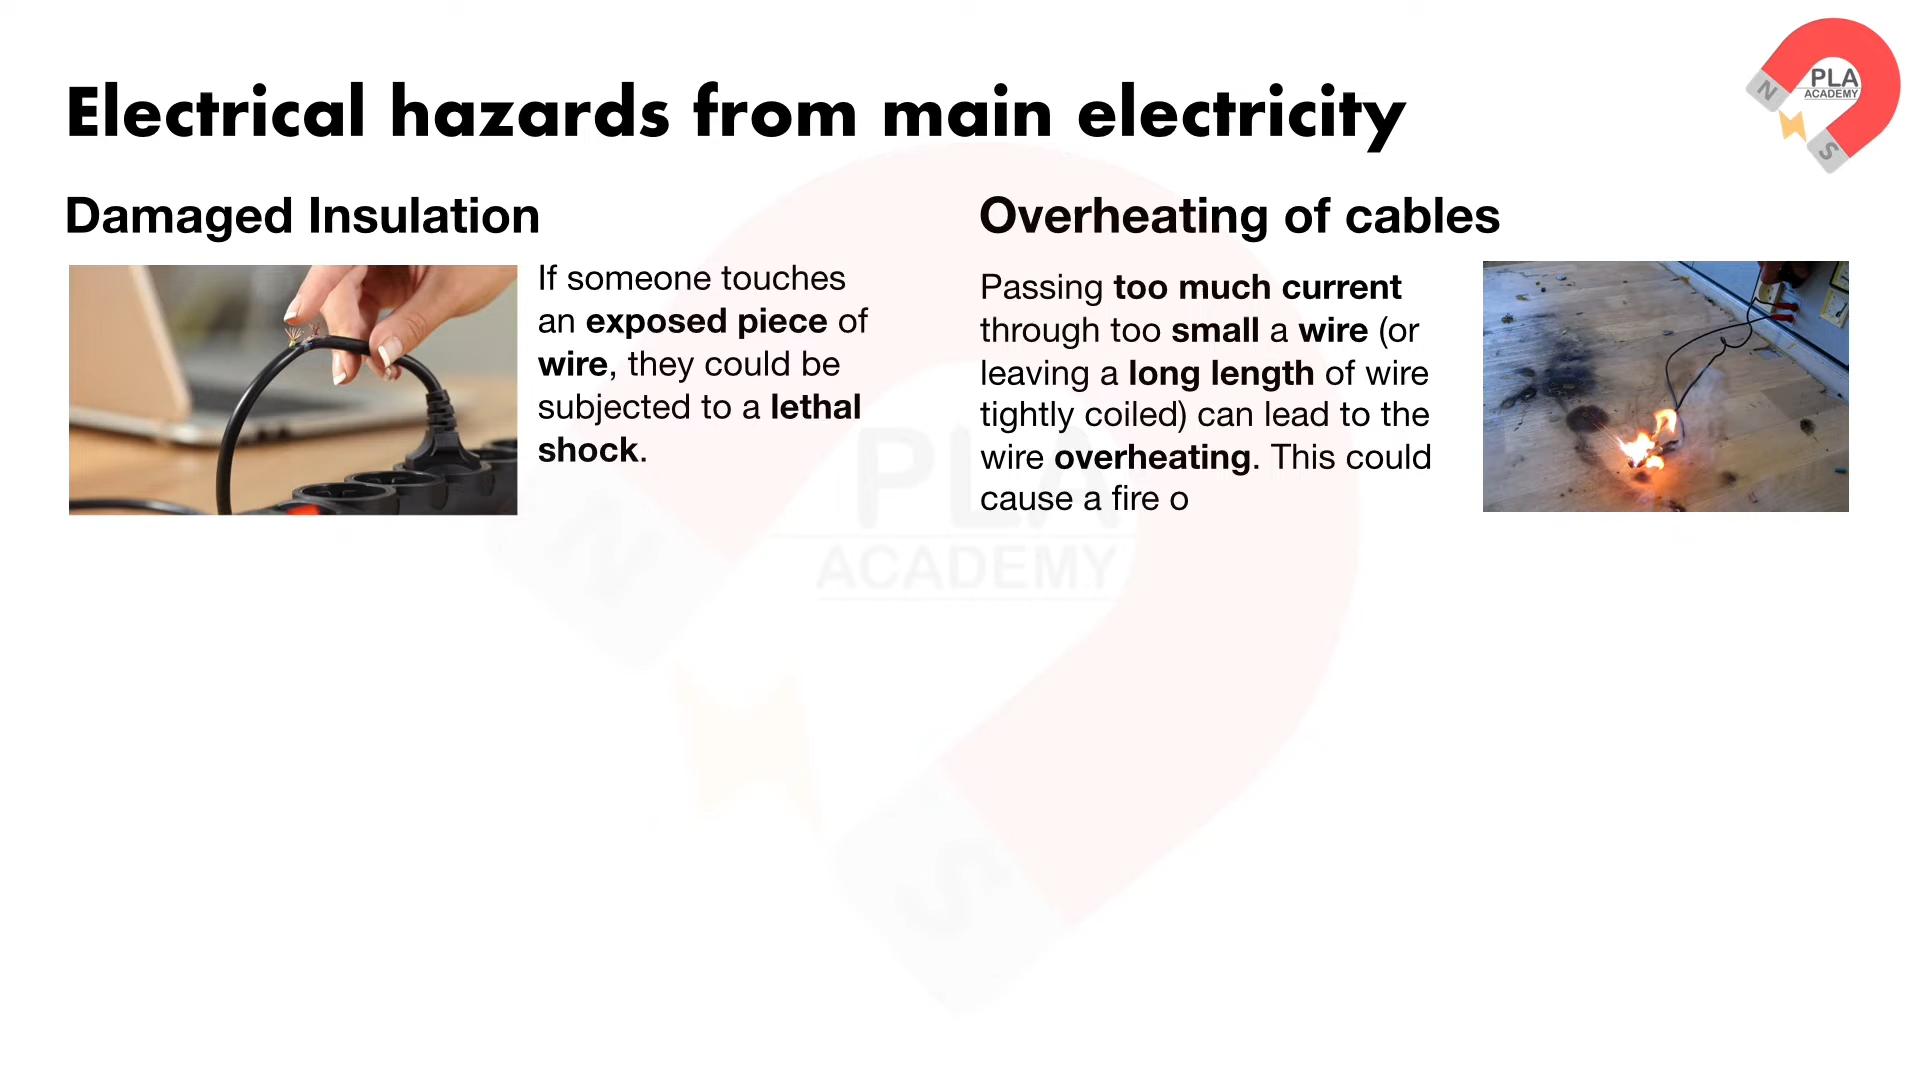 Electrical hazards from main electricity
N
PLA
ACADEMY
S
Damaged Insulation
If someone touches
an exposed piece of
wire, they could be
subjected to a lethal
shock.
Overheating of cables
Passing too much current
through too small a wire (or
leaving a long length of wire
tightly coiled) can lead to the
wire overheating. This could
cause a fire o
N
PLA
ACADEMY
S